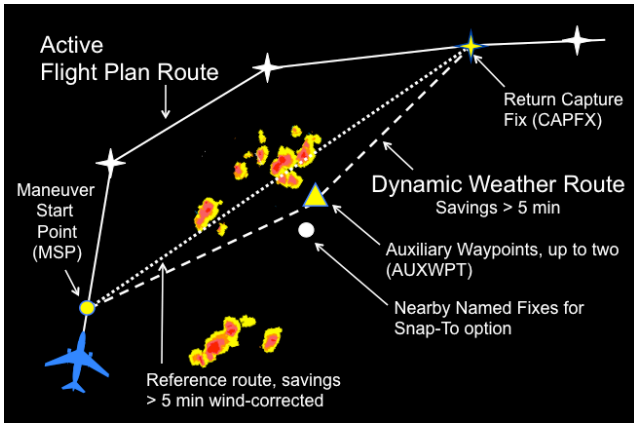 Active
Flight Plan Route
Return Capture
Fix (CAPFX)
Maneuver
Start
Point
(MSP)
Dynamic Weather Route
Savings > 5 min
Auxiliary Waypoints, up to two
(AUXWPT)
Nearby Named Fixes for
Snap-To option
Reference route, savings
> 5 min wind-corrected